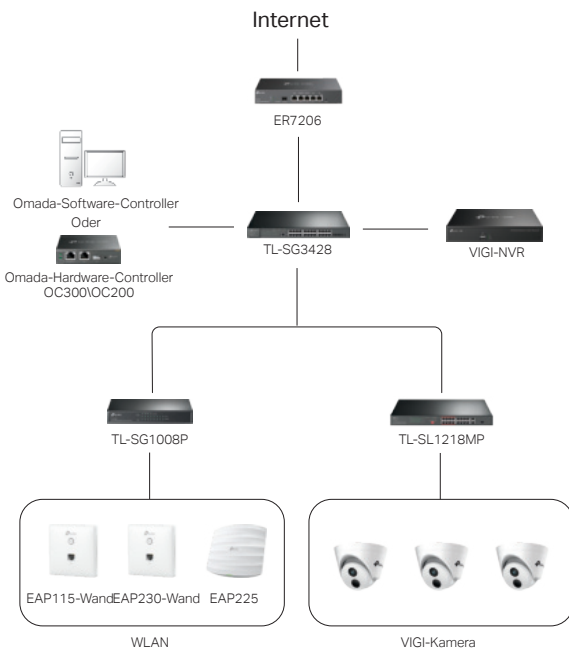 Internet
ER7206
Omada-Software-Controller
Oder
Omada-Hardware-Controller
OC300\OC200
TL-SG3428
VIGI-NVR
TL-SG1008P
TL-SL1218MP
EAP115-Wand
EAP230-Wand
EAP225
WLAN
VIGI-Kamera